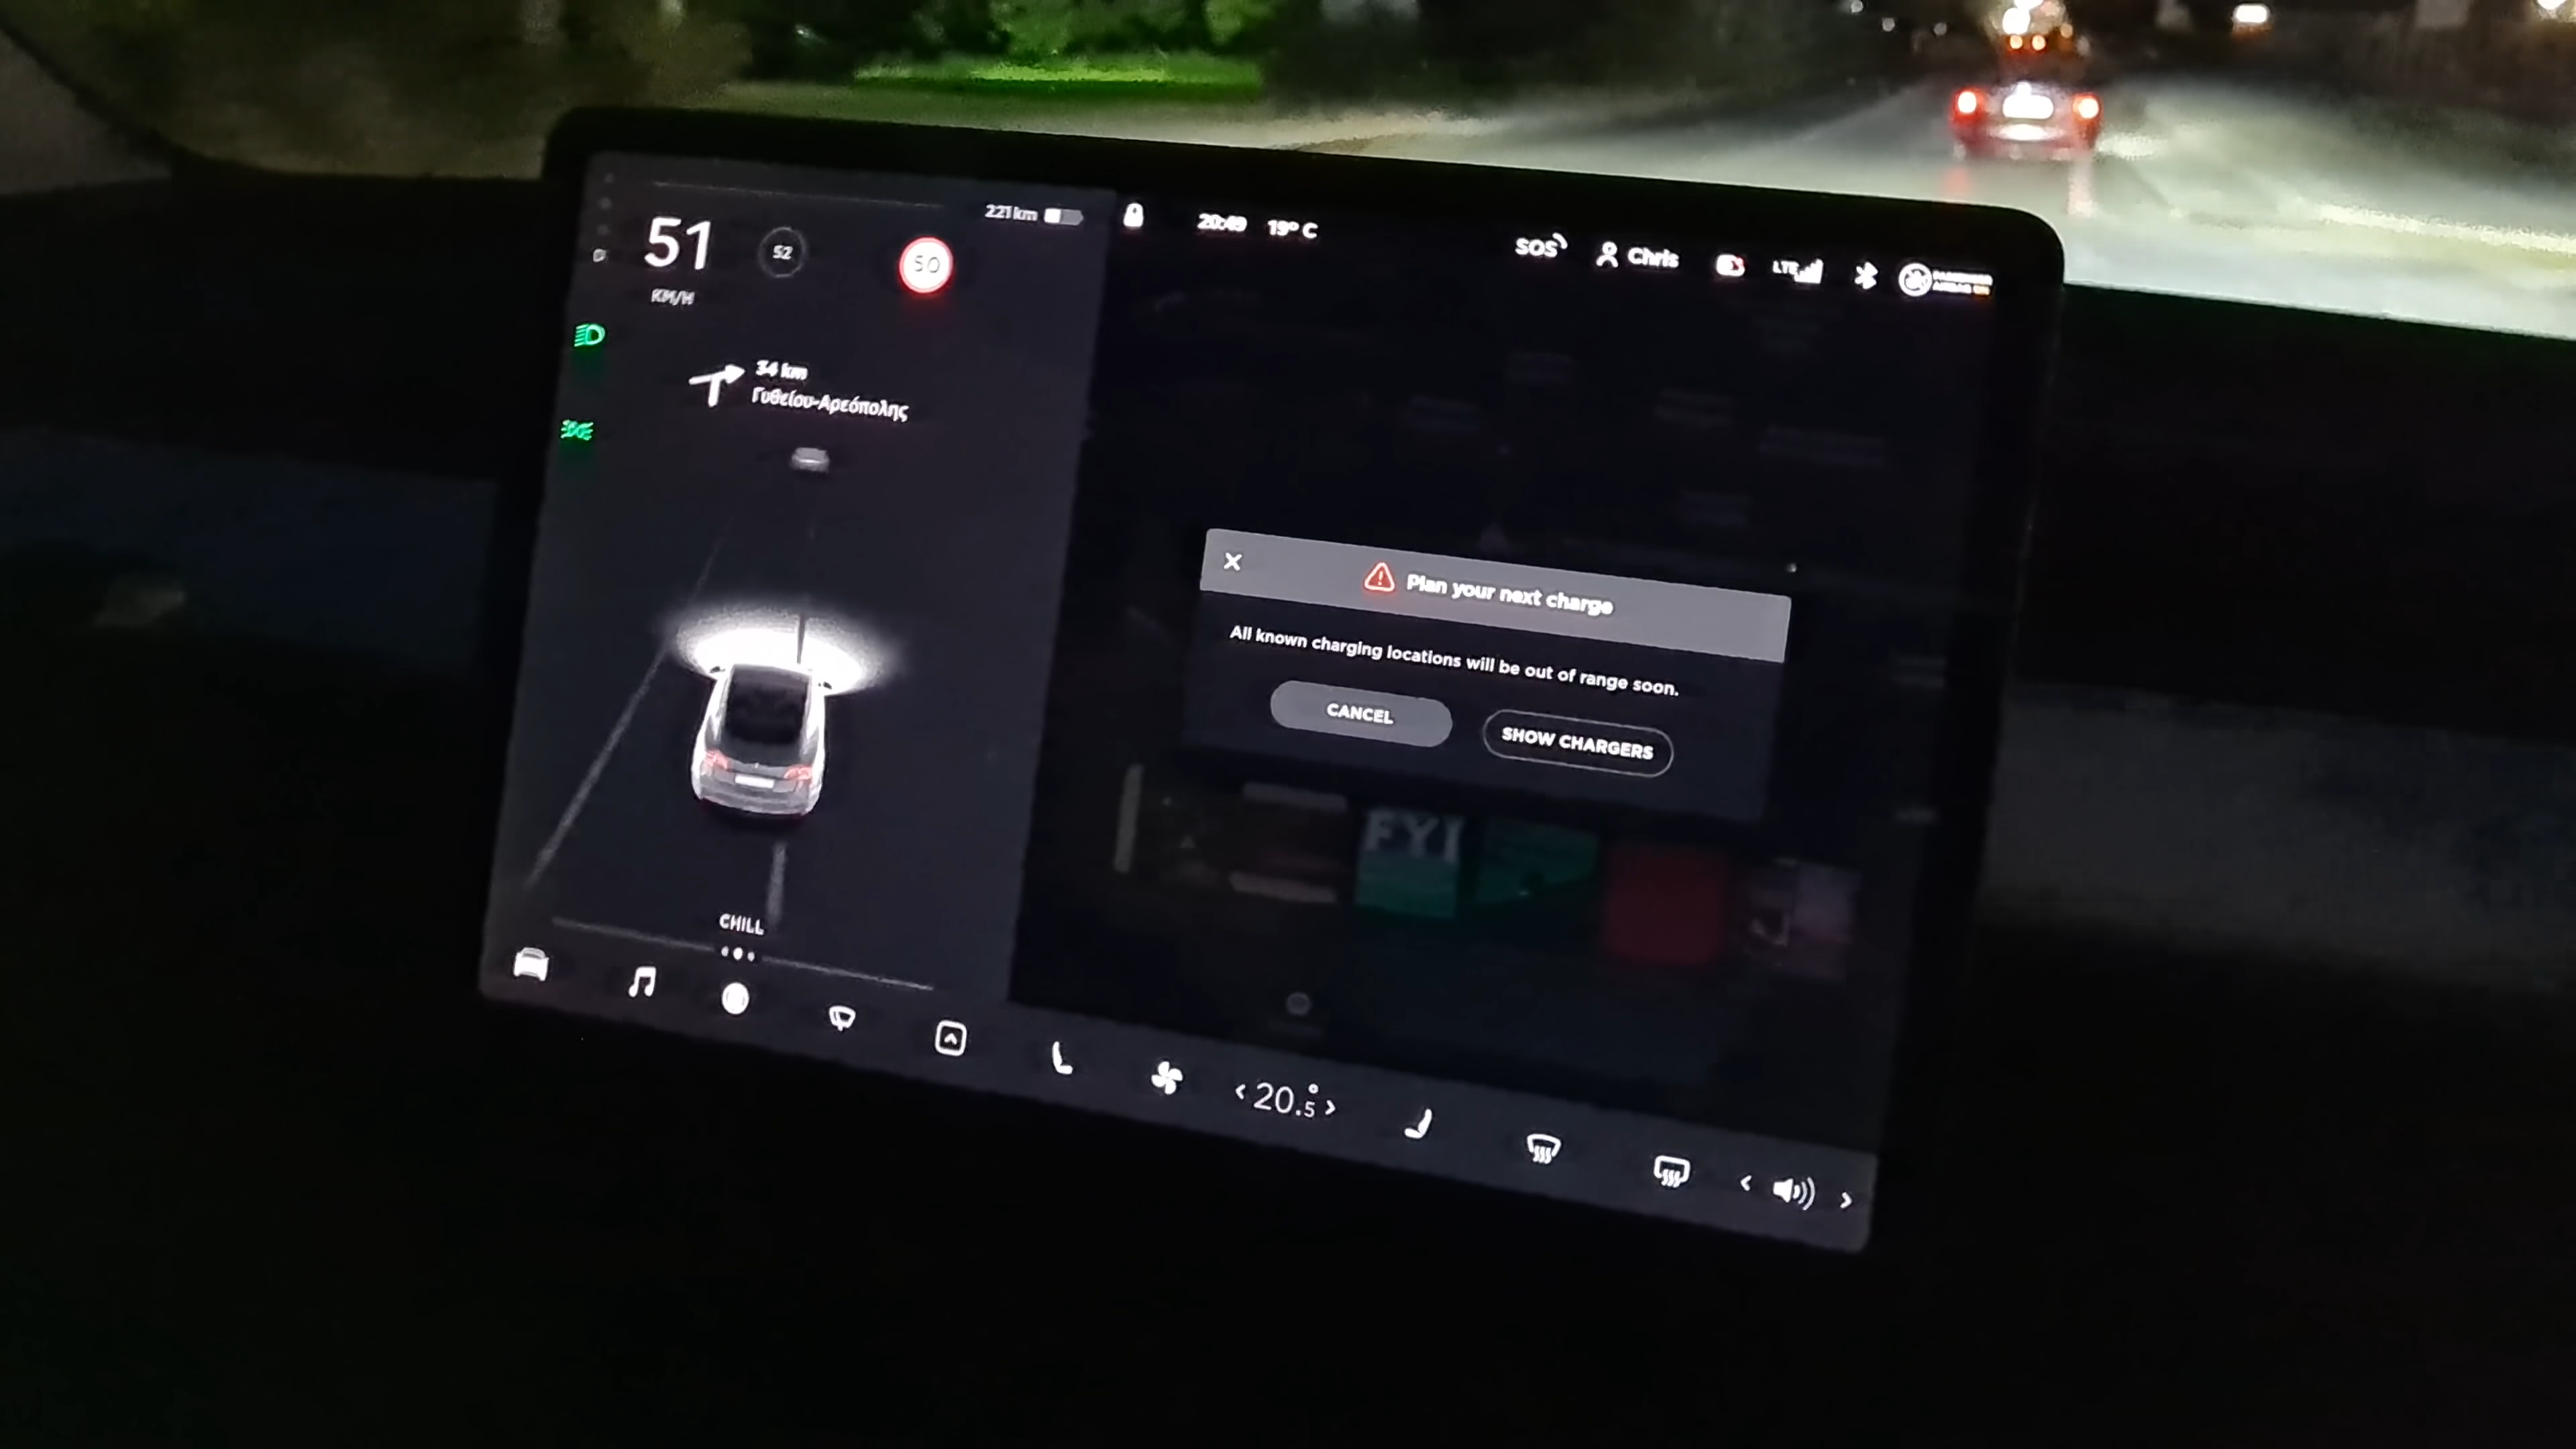 221 km
20:49 19° C
SOS
Chris
LTE
51
52
50
KM/H
34 km
Γυθείου-Αρεόπολης
Plan your next charge
All known charging locations will be out of range soon.
CANCEL
SHOW CHARGERS
FYI
CHILL
20.5°